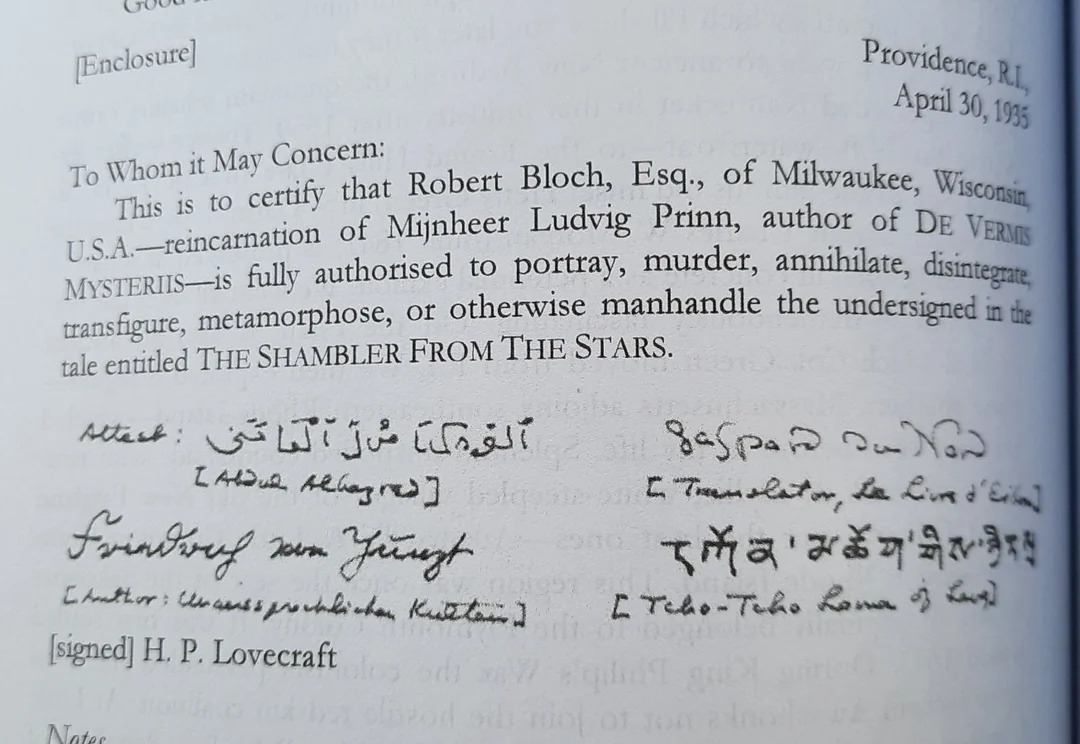 [Enclosure]
Providence, R.I.,
April 30, 1935
To Whom it May Concern:
This is to certify that Robert Bloch, Esq., of Milwaukee, Wisconsin,
U.S.A.—reincarnation of Mijnheer Ludvig Prinn, author of DE VERMIS
MYSTERIIS—is fully authorised to portray, murder, annihilate, disintegrate,
transfigure, metamorphose, or otherwise manhandle the undersigned in the
tale entitled THE SHAMBLER FROM THE STARS.
Attest:
[Abdul Alhazred]
Gaspard du Nord
[Translator, Le Livre d'Eibon]
Friedrich von Junzt
[Author: Unaussprechlichen Kulten]
[Tcho-Tcho Lama of Leng]
[signed] H. P. Lovecraft
Notes